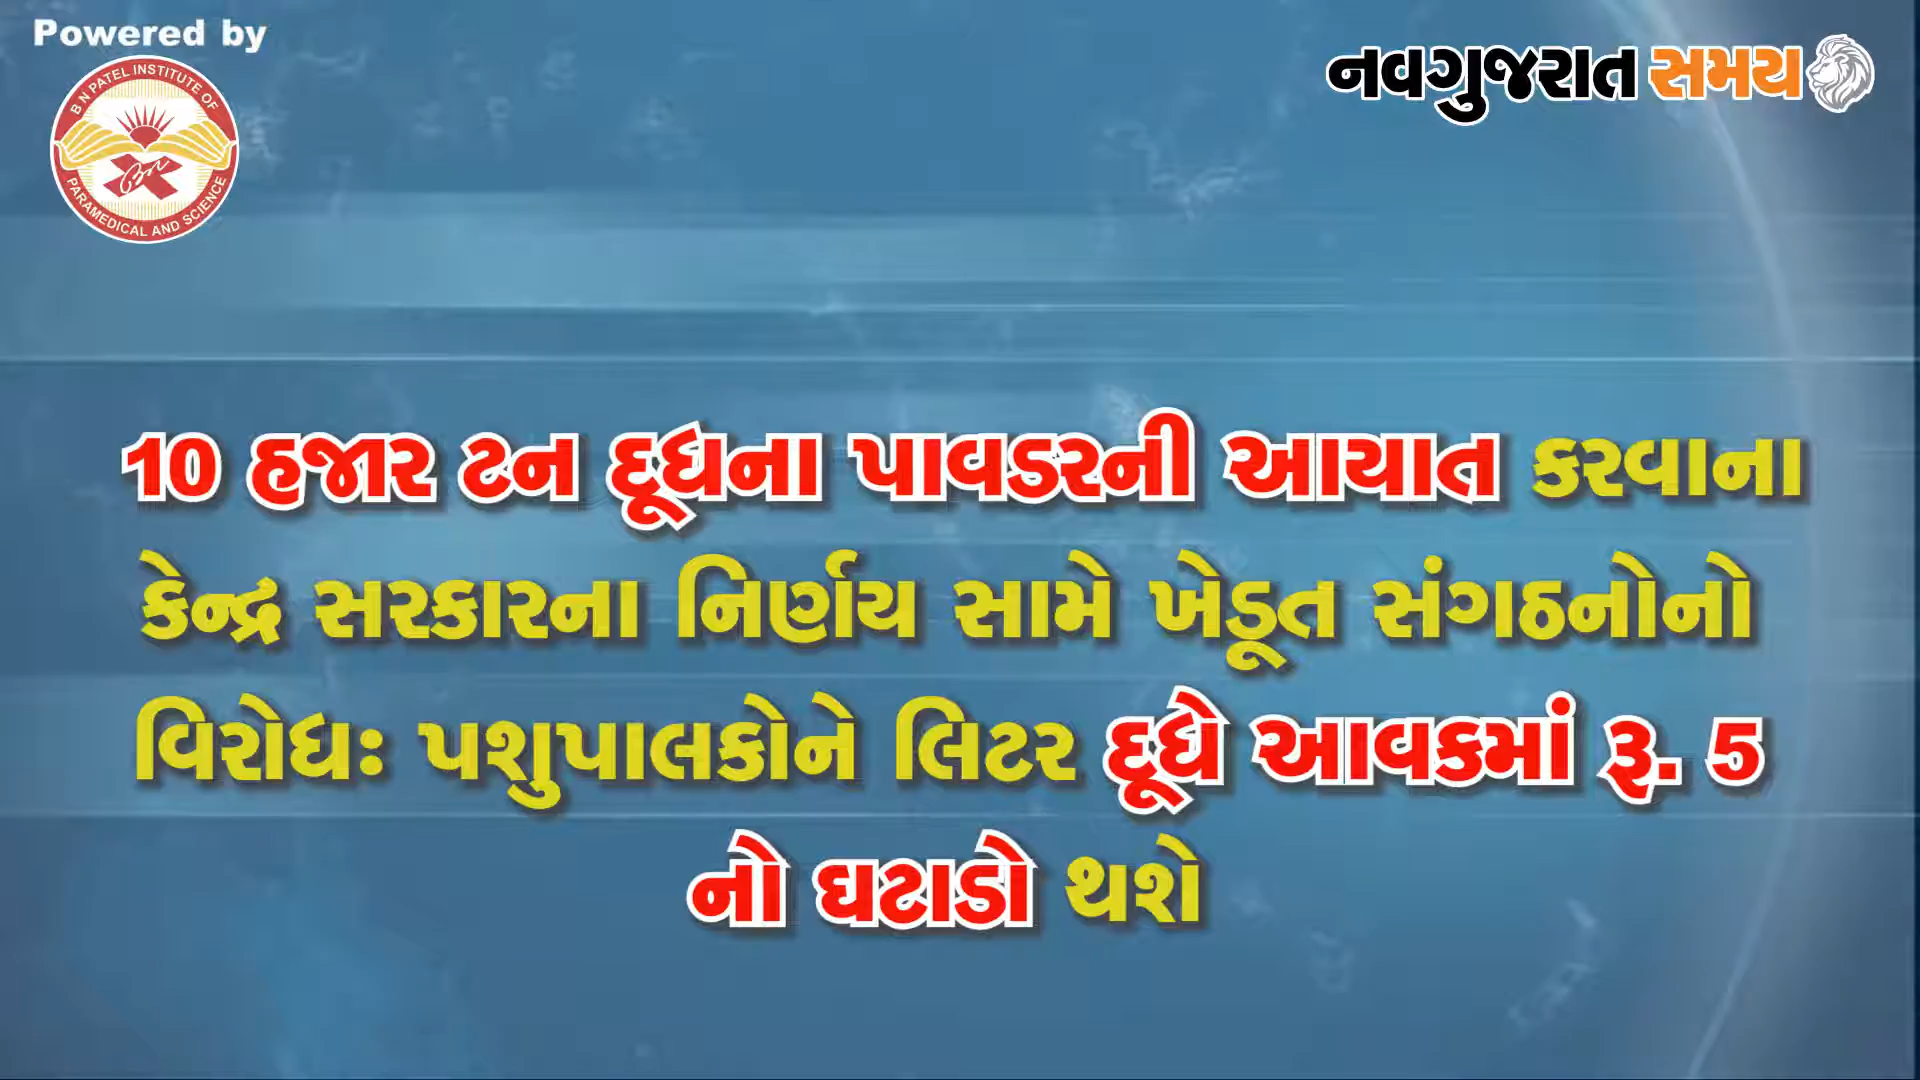 Powered by
નવગુજરાત સમય
B N PATEL INSTITUTE OF
PARAMEDICAL AND SCIENCE
10 હજાર ટન દૂધના પાવડરની આયાત કરવાના
કેન્દ્ર સરકારના નિર્ણય સામે ખેડૂત સંગઠનોનો
વિરોધઃ પશુપાલકોને લિટર દૂધે આવકમાં રૂ. 5
નો ઘટાડો થશે